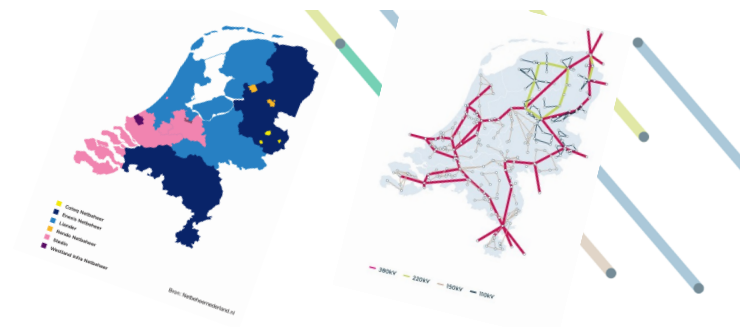 Coteq Netbeheer
Enexis Netbeheer
Liander
Rendo Netbeheer
Stedin
Westland Infra Netbeheer
Bron: Netbeheernederland.nl
380kV
220kV
150kV
110kV